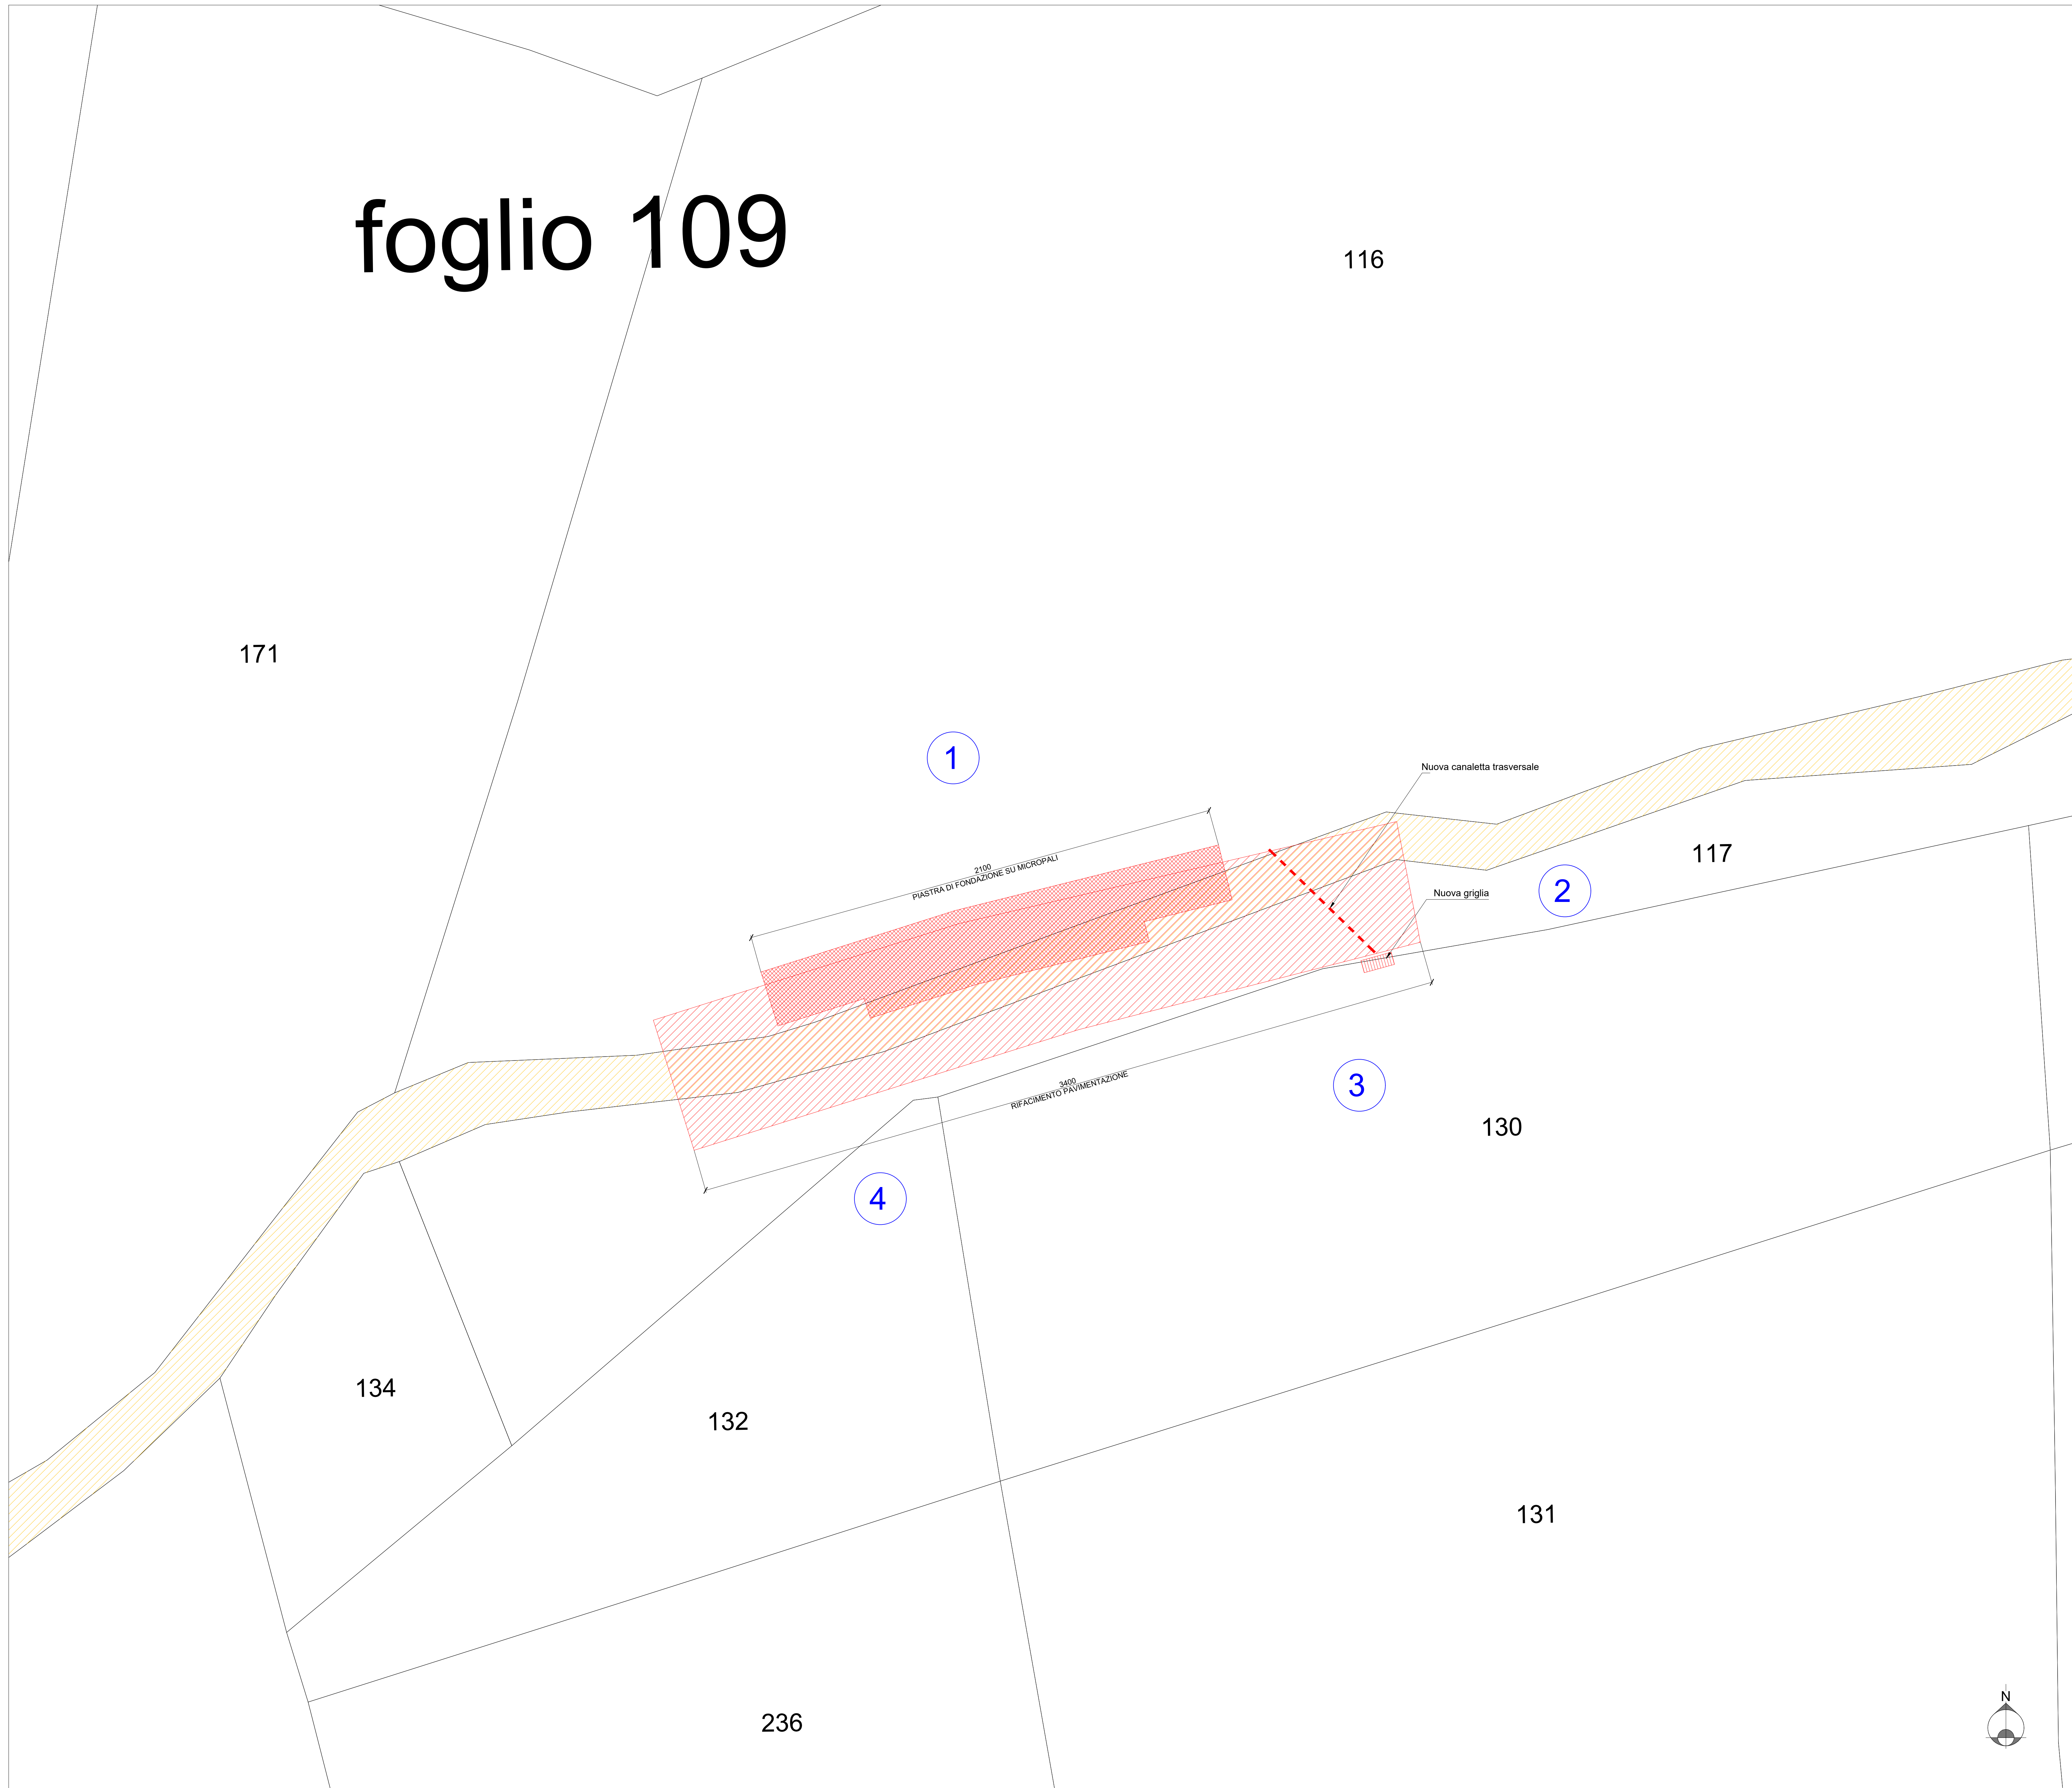 foglio 109
116
171
1
Nuova canaletta trasversale
2100
PIASTRA DI FONDAZIONE SU MICROPALI
117
2
Nuova griglia
3400
RIFACIMENTO PAVIMENTAZIONE
3
130
4
134
132
131
236
N